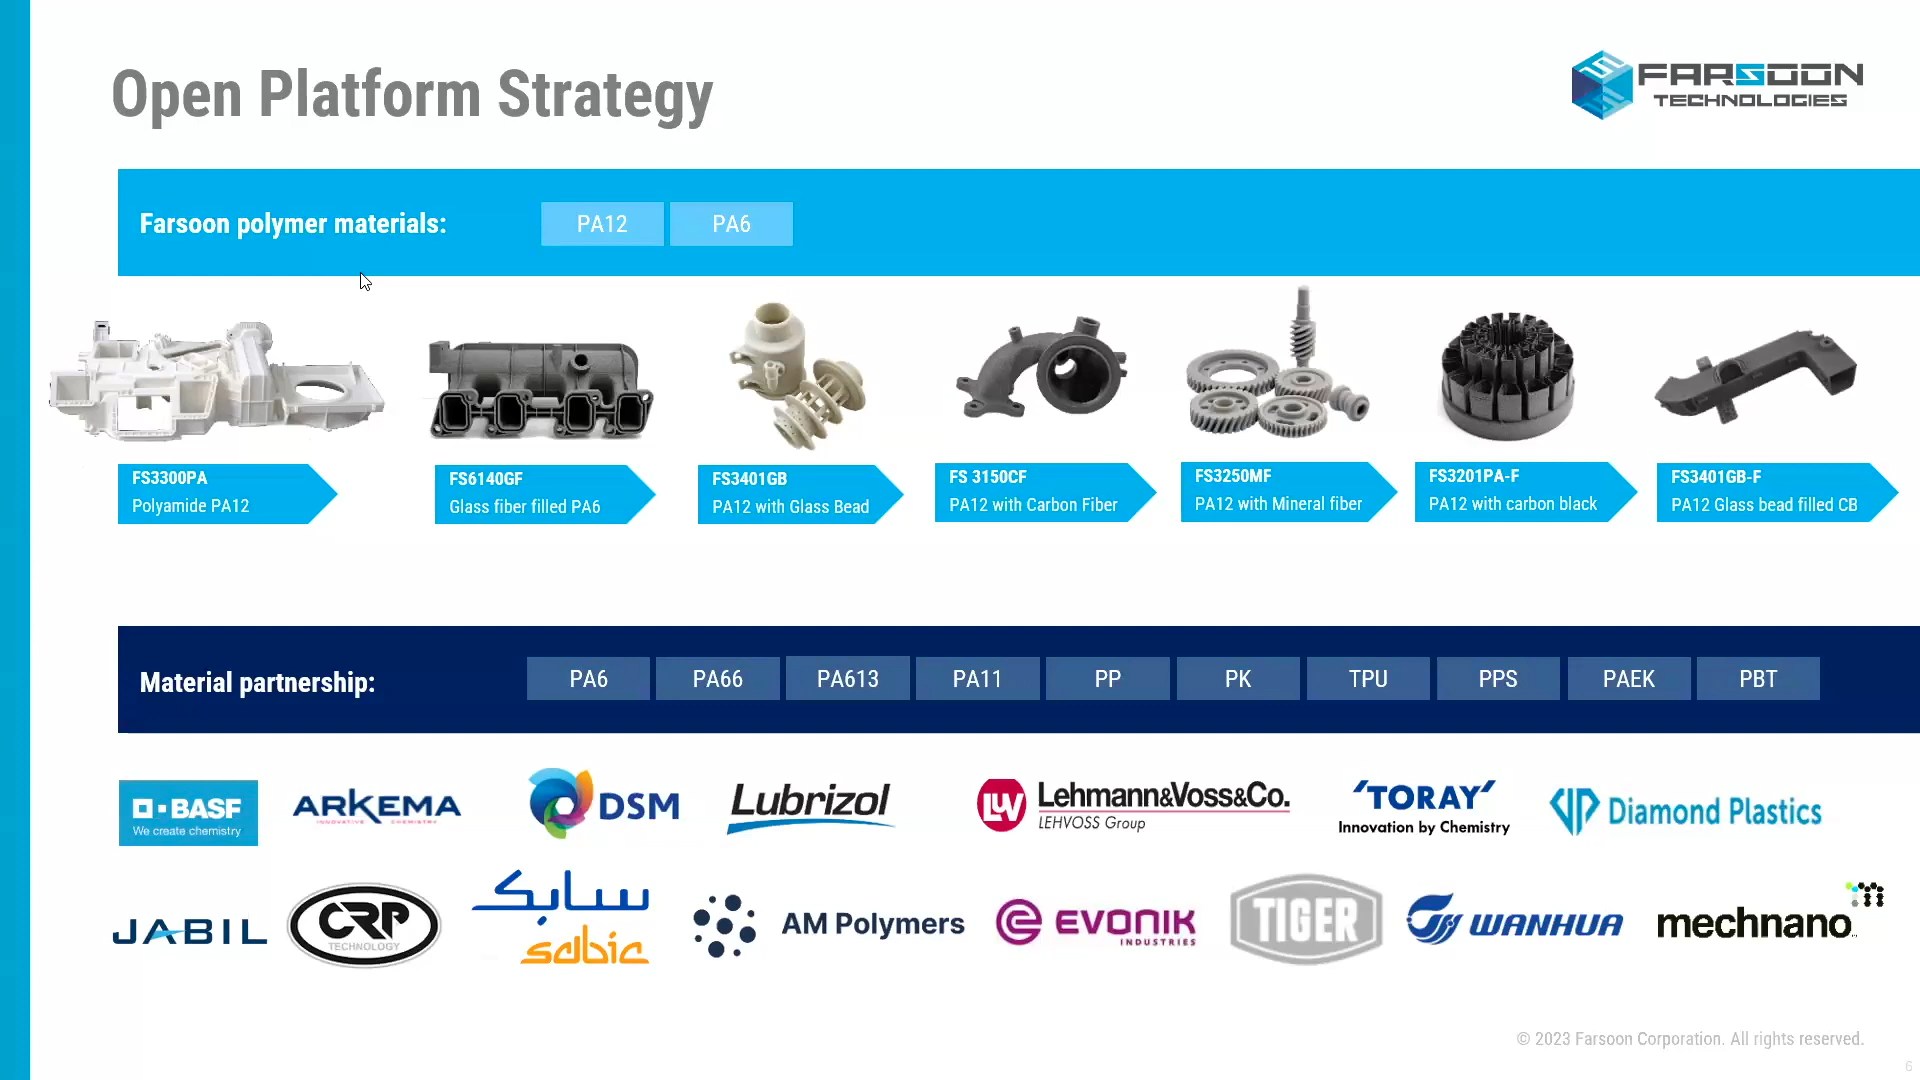 Open Platform Strategy
FARSOON
TECHNOLOGIES
Farsoon polymer materials:
PA12
PA6
FS3300PA
Polyamide PA12
FS6140GF
Glass fiber filled PA6
FS3401GB
PA12 with Glass Bead
FS 3150CF
PA12 with Carbon Fiber
FS3250MF
PA12 with Mineral fiber
FS3201PA-F
PA12 with carbon black
FS3401GB-F
PA12 Glass bead filled CB
Material partnership:
PA6
PA66
PA613
PA11
PP
PK
TPU
PPS
PAEK
PBT
BASF
We create chemistry
ARKEMA
INNOVATIVE CHEMISTRY
DSM
Lubrizol
LV
Lehmann&Voss&Co.
LEHVOSS Group
'TORAY'
Innovation by Chemistry
Diamond Plastics
JABIL
CRP
TECHNOLOGY
سابك
sabic
AM Polymers
EVONIK
INDUSTRIES
TIGER
WANHUA
mechnano
© 2023 Farsoon Corporation. All rights reserved.
6